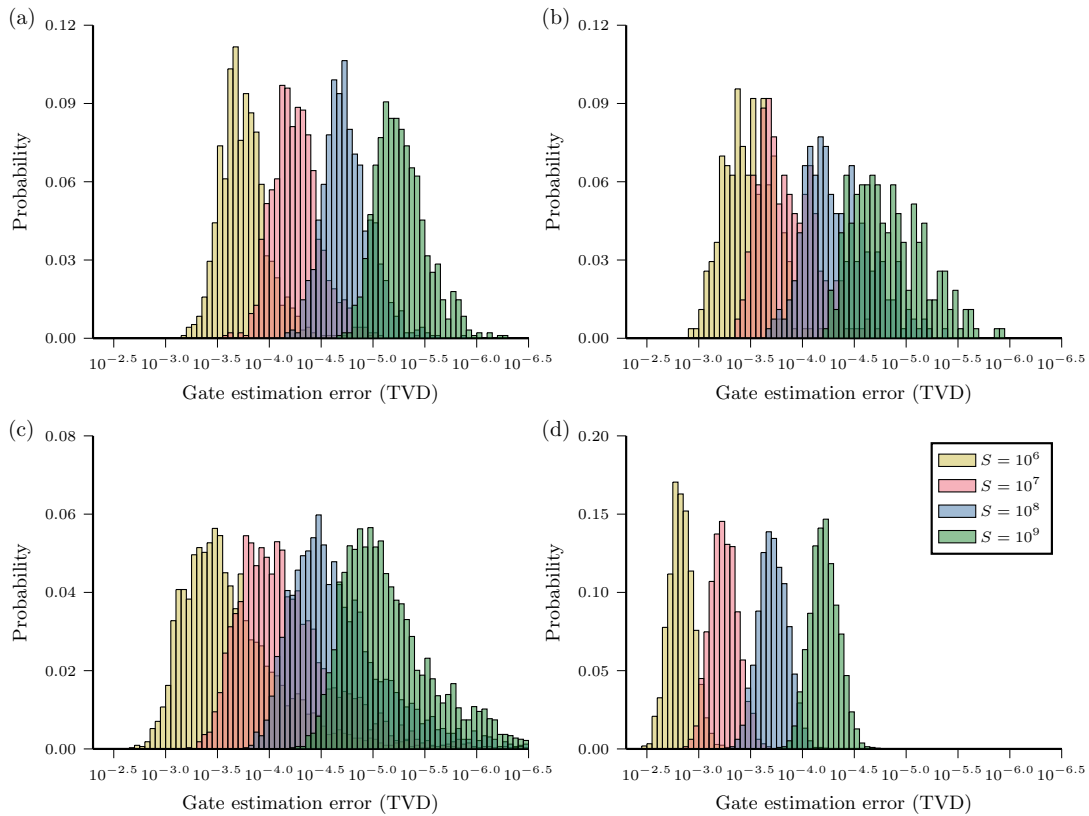 (a)
0.12
0.09
0.06
0.03
0.00
Probability
10^−2.5 10^−3.0 10^−3.5 10^−4.0 10^−4.5 10^−5.0 10^−5.5 10^−6.0 10^−6.5
Gate estimation error (TVD)
(b)
0.12
0.09
0.06
0.03
0.00
Probability
10^−2.5 10^−3.0 10^−3.5 10^−4.0 10^−4.5 10^−5.0 10^−5.5 10^−6.0 10^−6.5
Gate estimation error (TVD)
(c)
0.08
0.06
0.04
0.02
0.00
Probability
10^−2.5 10^−3.0 10^−3.5 10^−4.0 10^−4.5 10^−5.0 10^−5.5 10^−6.0 10^−6.5
Gate estimation error (TVD)
(d)
0.20
0.15
0.10
0.05
0.00
Probability
10^−2.5 10^−3.0 10^−3.5 10^−4.0 10^−4.5 10^−5.0 10^−5.5 10^−6.0 10^−6.5
Gate estimation error (TVD)
S = 10^6
S = 10^7
S = 10^8
S = 10^9